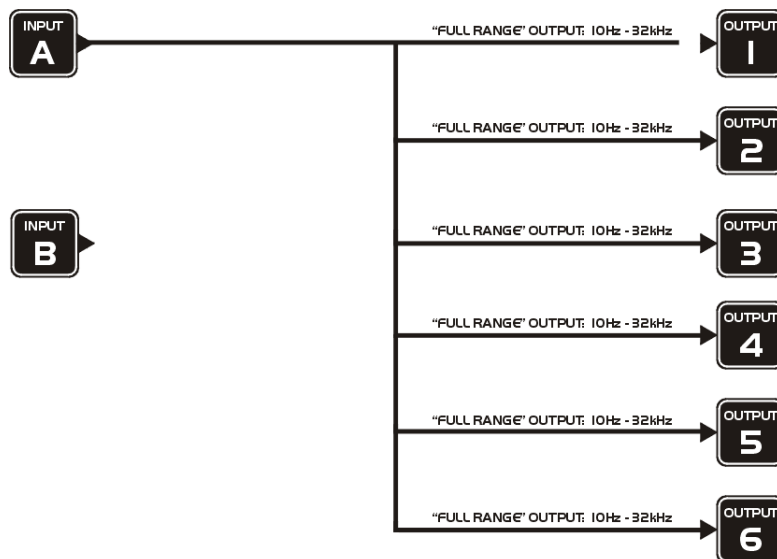 INPUT
A
"FULL RANGE" OUTPUT: 10Hz - 32kHz
OUTPUT
1
"FULL RANGE" OUTPUT: 10Hz - 32kHz
OUTPUT
2
INPUT
B
"FULL RANGE" OUTPUT: 10Hz - 32kHz
OUTPUT
3
"FULL RANGE" OUTPUT: 10Hz - 32kHz
OUTPUT
4
"FULL RANGE" OUTPUT: 10Hz - 32kHz
OUTPUT
5
"FULL RANGE" OUTPUT: 10Hz - 32kHz
OUTPUT
6